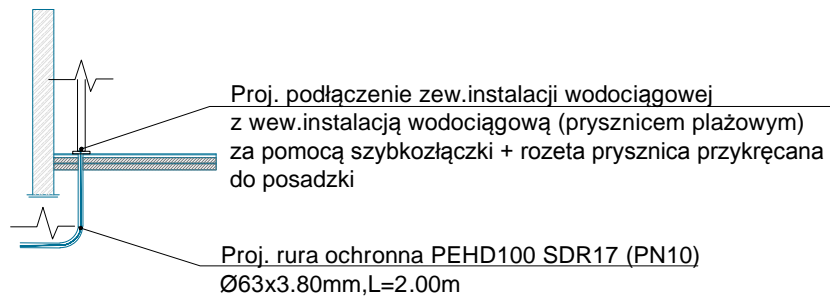 Proj. podłączenie zew.instalacji wodociągowej
z wew.instalacją wodociągową (prysznicem plażowym)
za pomocą szybkozłączki + rozeta prysznica przykręcana
do posadzki
Proj. rura ochronna PEHD100 SDR17 (PN10)
Ø63x3.80mm,L=2.00m